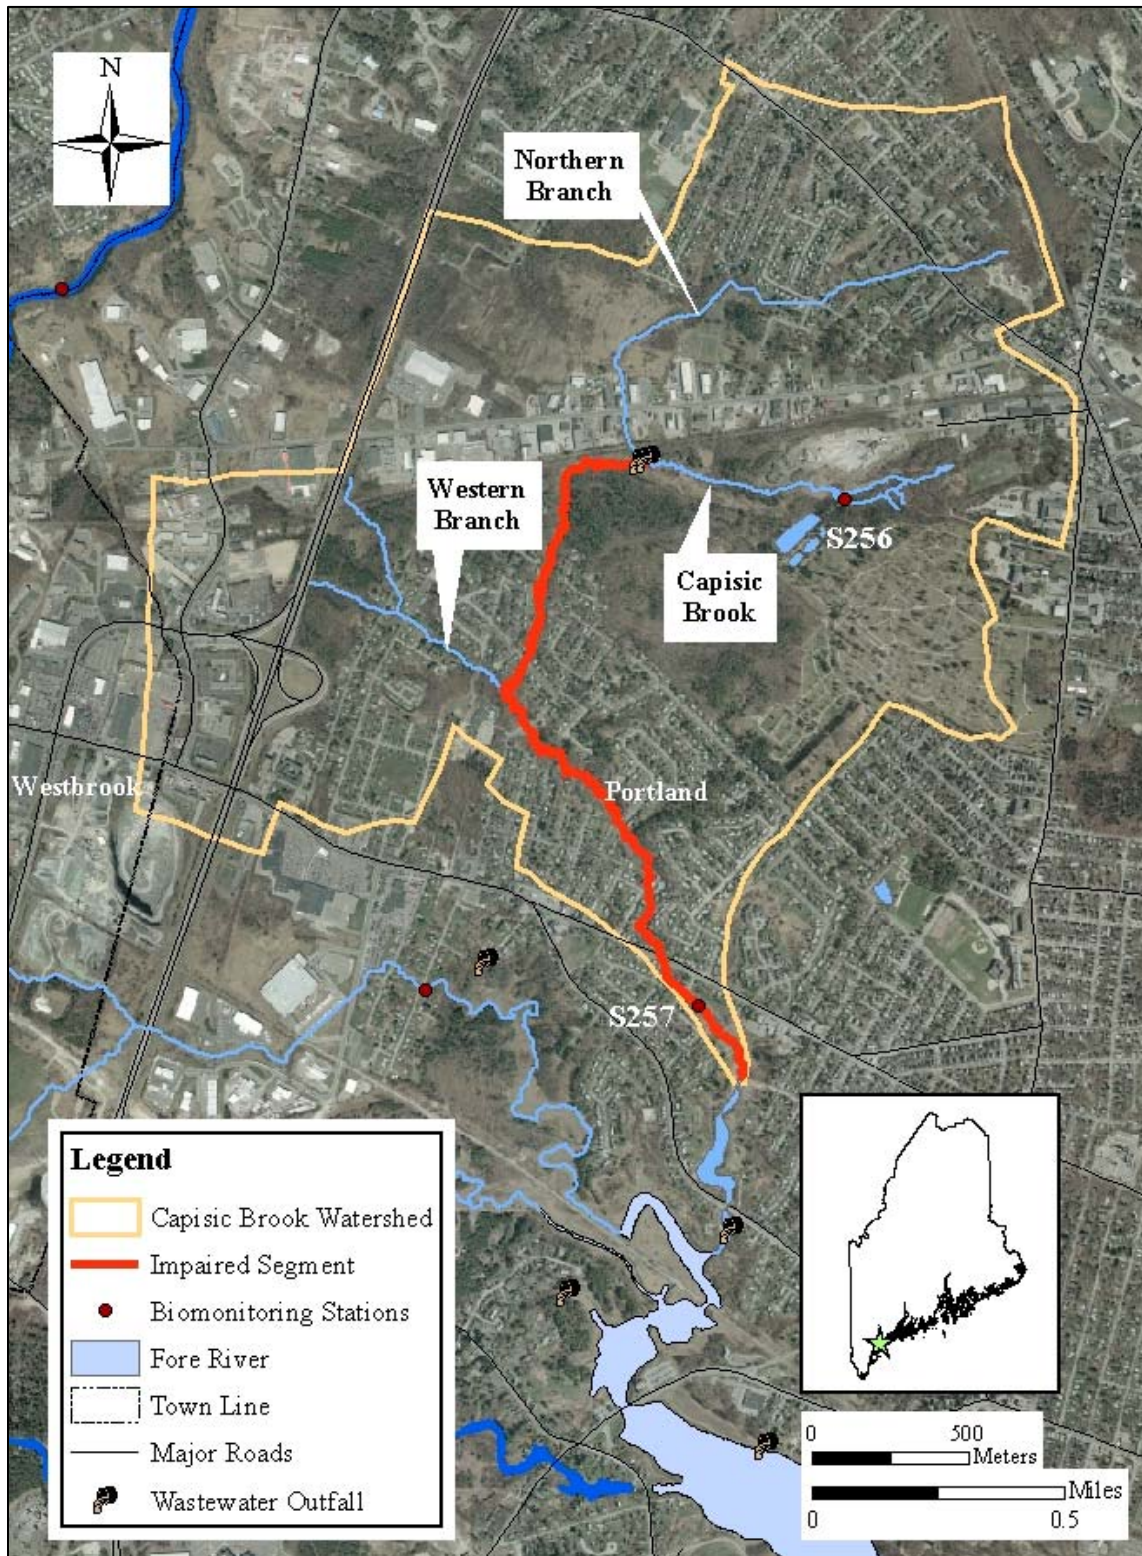 N
Northern
Branch
Western
Branch
S256
Capisic
Brook
Westbrook
Portland
S257
Legend
Capisic Brook Watershed
Impaired Segment
Biomonitoring Stations
Fore River
Town Line
Major Roads
Wastewater Outfall
0 500
Meters
Miles
0 0.5